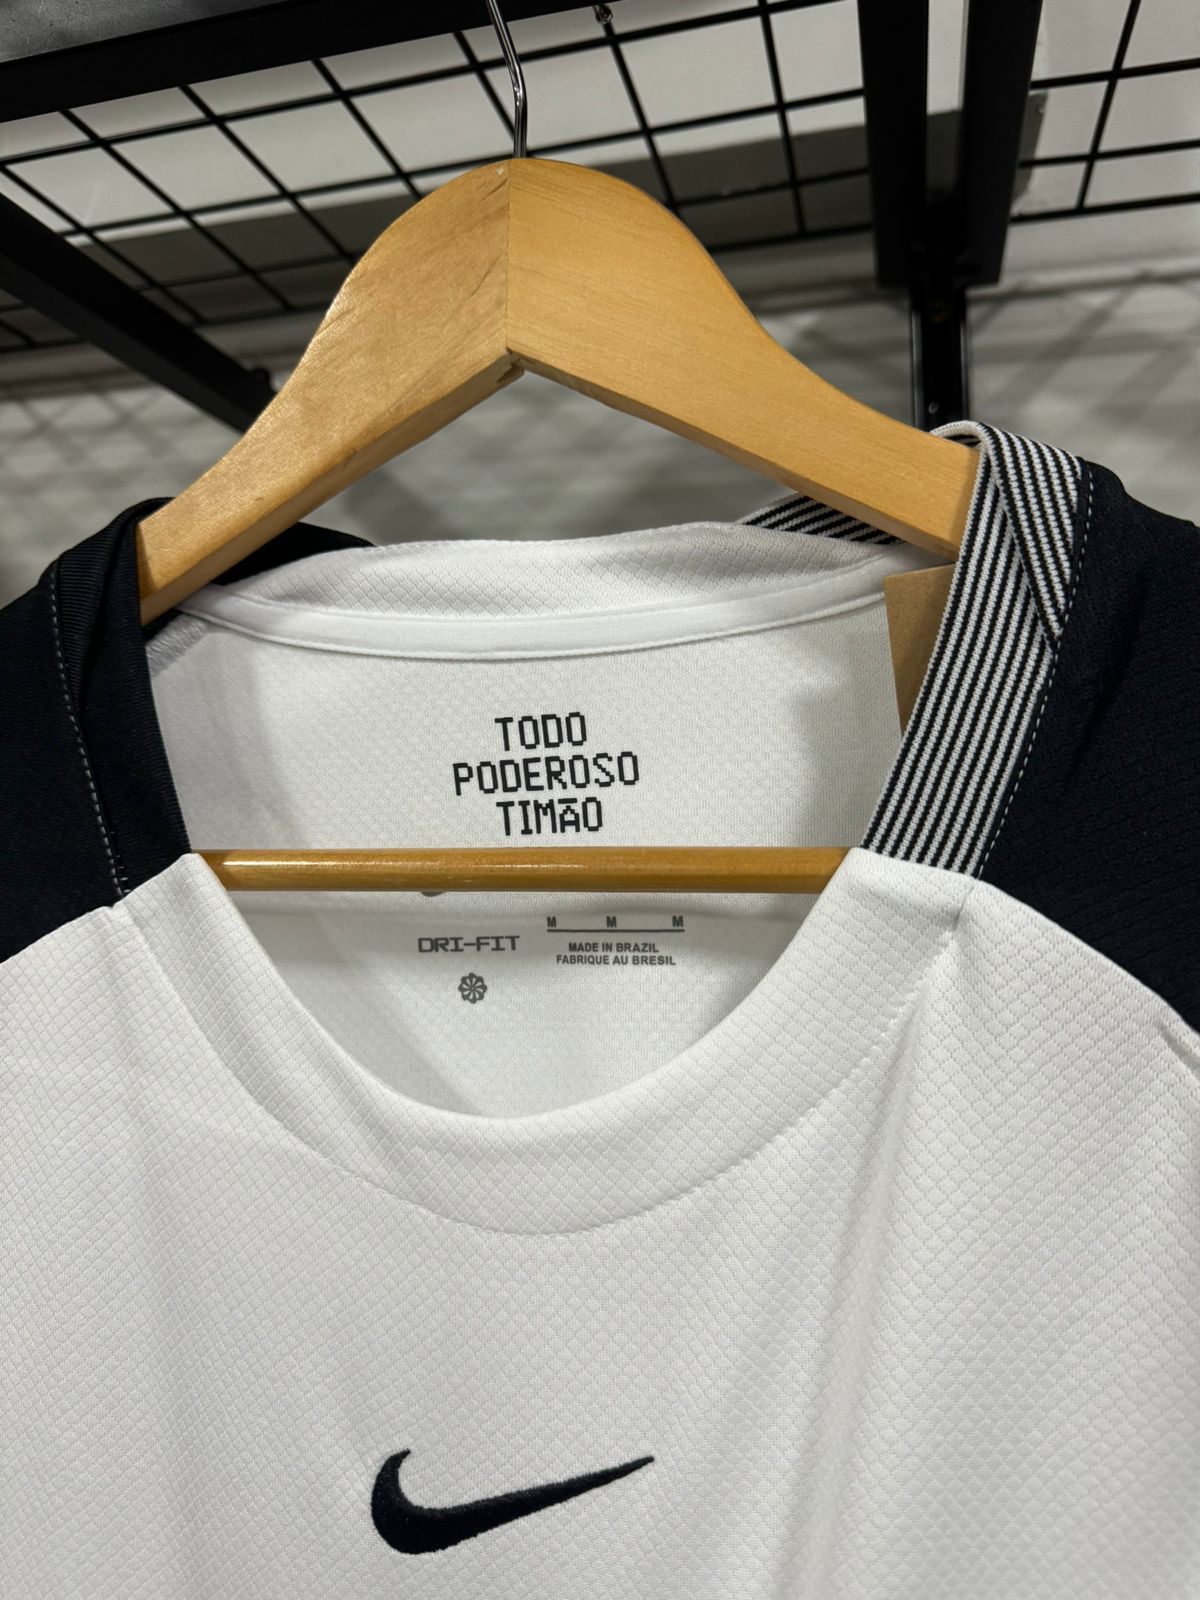 TODO
PODEROSO
TIMÃO
DRI-FIT
M M M
MADE IN BRAZIL
FABRIQUE AU BRESIL